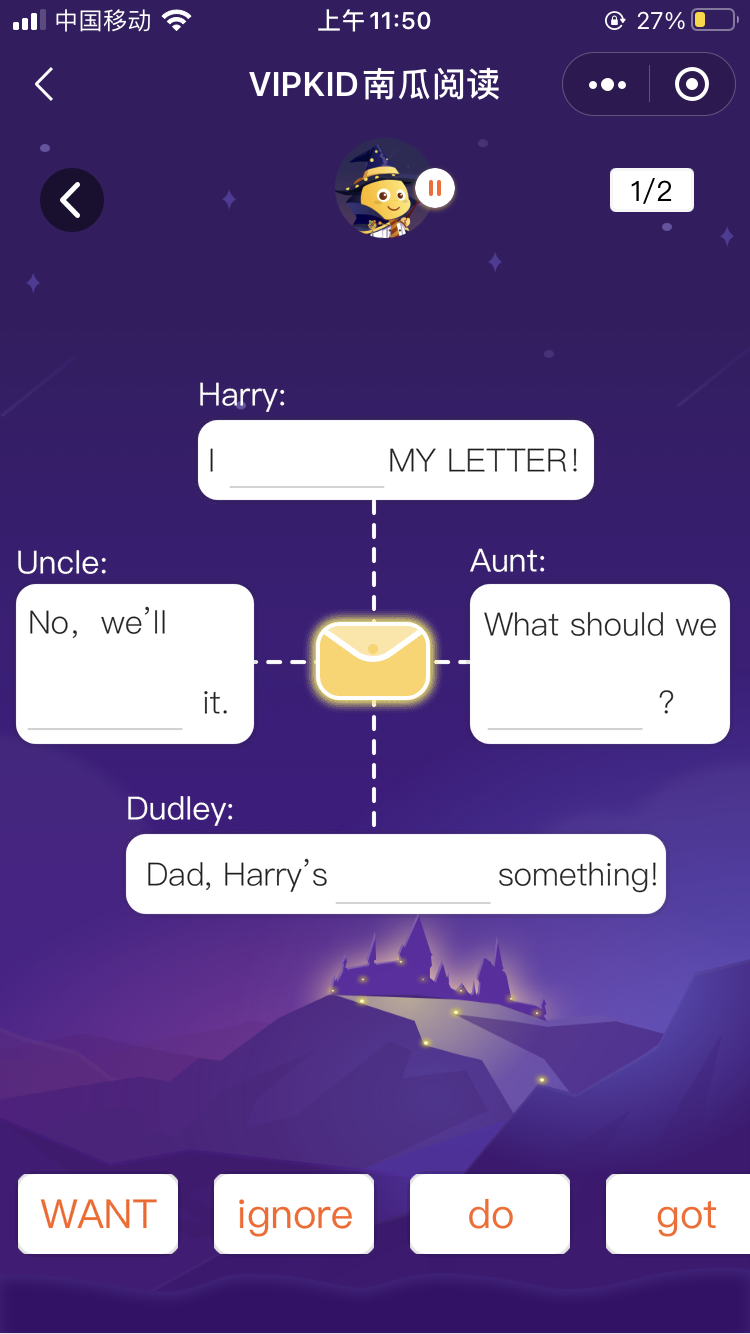 中国移动 上午11:50 27%
VIPKID南瓜阅读
1/2
Harry:
I ________ MY LETTER!
Uncle:
No, we'll
________ it.
Aunt:
What should we
________ ?
Dudley:
Dad, Harry's ________ something!
WANT ignore do got